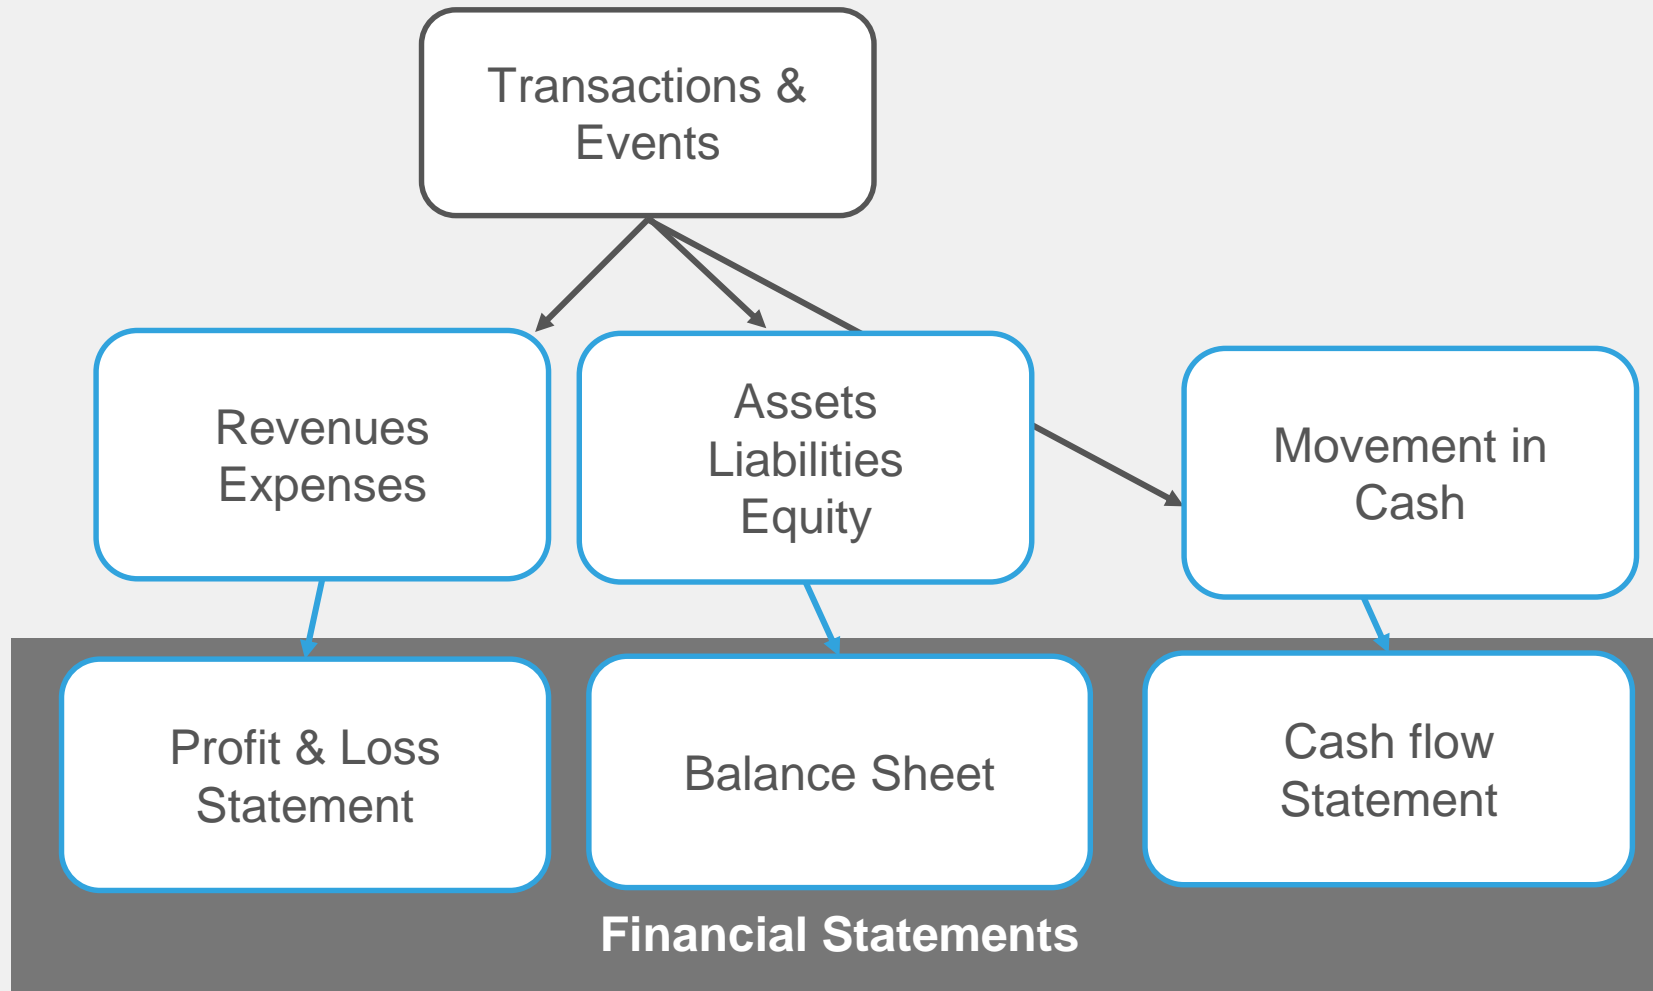 Transactions &
Events
Revenues
Expenses
Assets
Liabilities
Equity
Movement in
Cash
Profit & Loss
Statement
Balance Sheet
Cash flow
Statement
Financial Statements